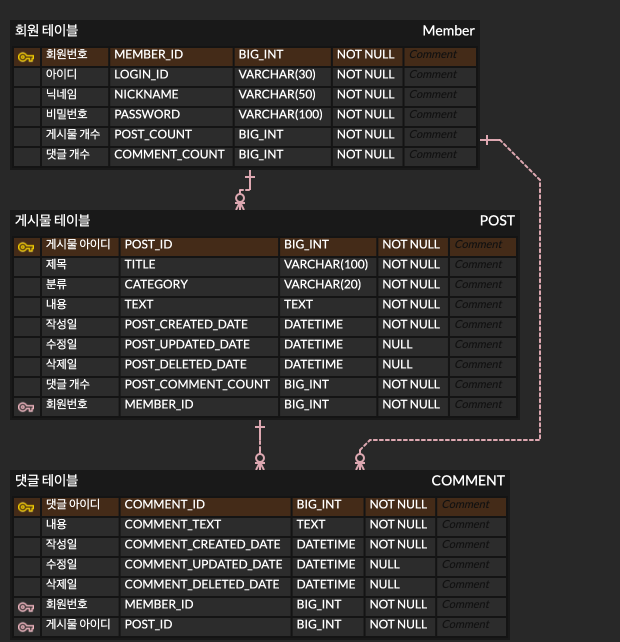 회원 테이블 Member
회원번호 MEMBER_ID BIG_INT NOT NULL Comment
아이디 LOGIN_ID VARCHAR(30) NOT NULL Comment
닉네임 NICKNAME VARCHAR(50) NOT NULL Comment
비밀번호 PASSWORD VARCHAR(100) NOT NULL Comment
게시물 개수 POST_COUNT BIG_INT NOT NULL Comment
댓글 개수 COMMENT_COUNT BIG_INT NOT NULL Comment
게시물 테이블 POST
게시물 아이디 POST_ID BIG_INT NOT NULL Comment
제목 TITLE VARCHAR(100) NOT NULL Comment
분류 CATEGORY VARCHAR(20) NOT NULL Comment
내용 TEXT TEXT NOT NULL Comment
작성일 POST_CREATED_DATE DATETIME NOT NULL Comment
수정일 POST_UPDATED_DATE DATETIME NULL Comment
삭제일 POST_DELETED_DATE DATETIME NULL Comment
댓글 개수 POST_COMMENT_COUNT BIG_INT NOT NULL Comment
회원번호 MEMBER_ID BIG_INT NOT NULL Comment
댓글 테이블 COMMENT
댓글 아이디 COMMENT_ID BIG_INT NOT NULL Comment
내용 COMMENT_TEXT TEXT NOT NULL Comment
작성일 COMMENT_CREATED_DATE DATETIME NOT NULL Comment
수정일 COMMENT_UPDATED_DATE DATETIME NULL Comment
삭제일 COMMENT_DELETED_DATE DATETIME NULL Comment
회원번호 MEMBER_ID BIG_INT NOT NULL Comment
게시물 아이디 POST_ID BIG_INT NOT NULL Comment